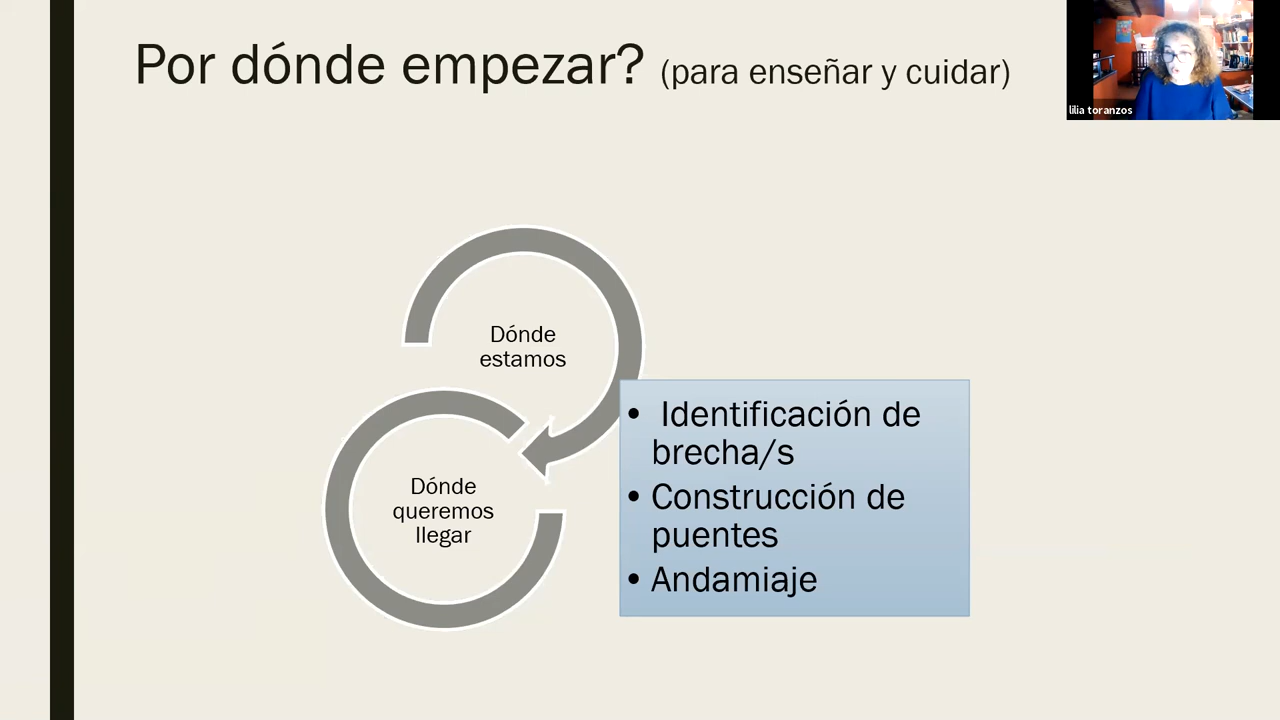 Por dónde empezar? (para enseñar y cuidar)
lilia toranzos
Dónde
estamos
Dónde
queremos
llegar
• Identificación de
brecha/s
• Construcción de
puentes
• Andamiaje